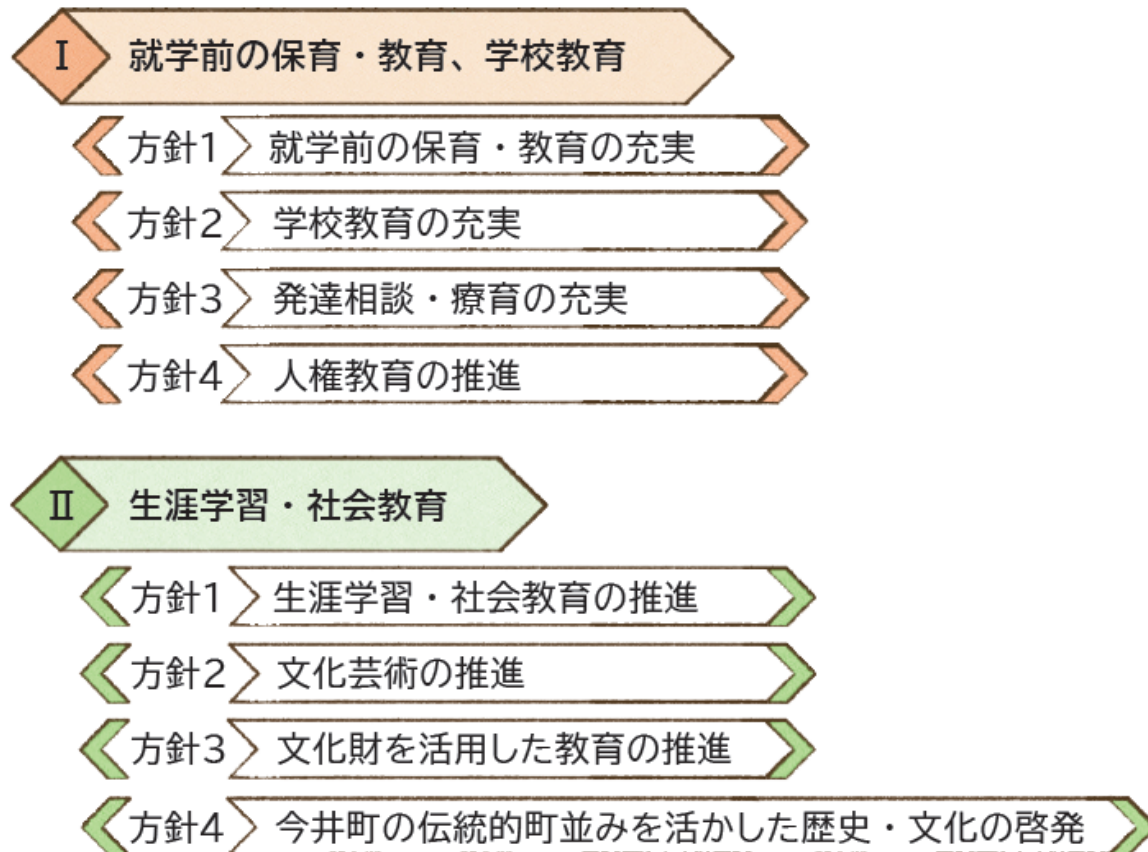 Ⅰ 就学前の保育・教育、学校教育
方針1 就学前の保育・教育の充実
方針2 学校教育の充実
方針3 発達相談・療育の充実
方針4 人権教育の推進
Ⅱ 生涯学習・社会教育
方針1 生涯学習・社会教育の推進
方針2 文化芸術の推進
方針3 文化財を活用した教育の推進
方針4 今井町の伝統的町並みを活かした歴史・文化の啓発